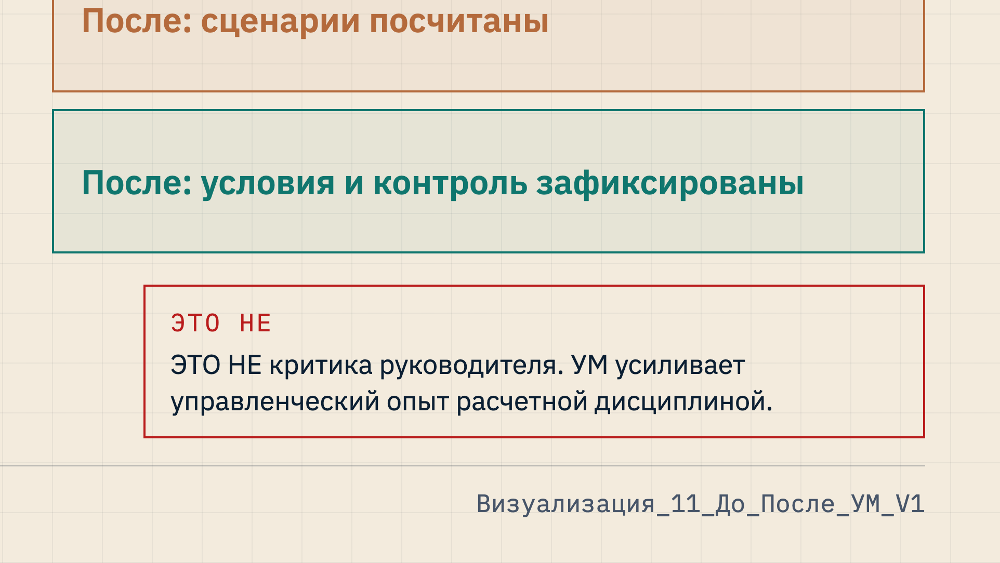 После: сценарии посчитаны
После: условия и контроль зафиксированы
ЭТО НЕ
ЭТО НЕ критика руководителя. УМ усиливает
управленческий опыт расчетной дисциплиной.
Визуализация_11_До_После_УМ_V1